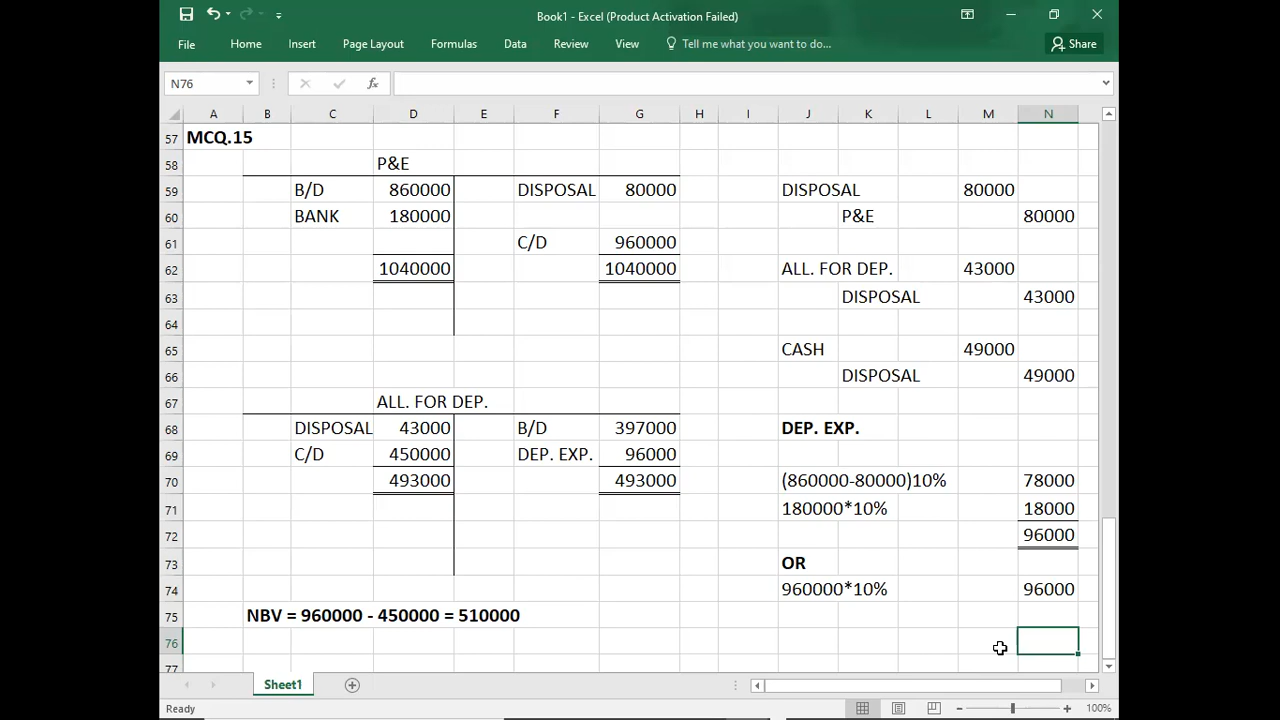 Book1 - Excel (Product Activation Failed)
File Home Insert Page Layout Formulas Data Review View Tell me what you want to do... Share
N76 fx
A B C D E F G H I J K L M N
57 MCQ.15
58 P&E
59 B/D 860000 DISPOSAL 80000 DISPOSAL 80000
60 BANK 180000 P&E 80000
61 C/D 960000
62 1040000 1040000 ALL. FOR DEP. 43000
63 DISPOSAL 43000
64
65 CASH 49000
66 DISPOSAL 49000
67 ALL. FOR DEP.
68 DISPOSAL 43000 B/D 397000 DEP. EXP.
69 C/D 450000 DEP. EXP. 96000
70 493000 493000 (860000-80000)10% 78000
71 180000*10% 18000
72 96000
73 OR
74 960000*10% 96000
75 NBV = 960000 - 450000 = 510000
76
77
Sheet1
Ready 100%